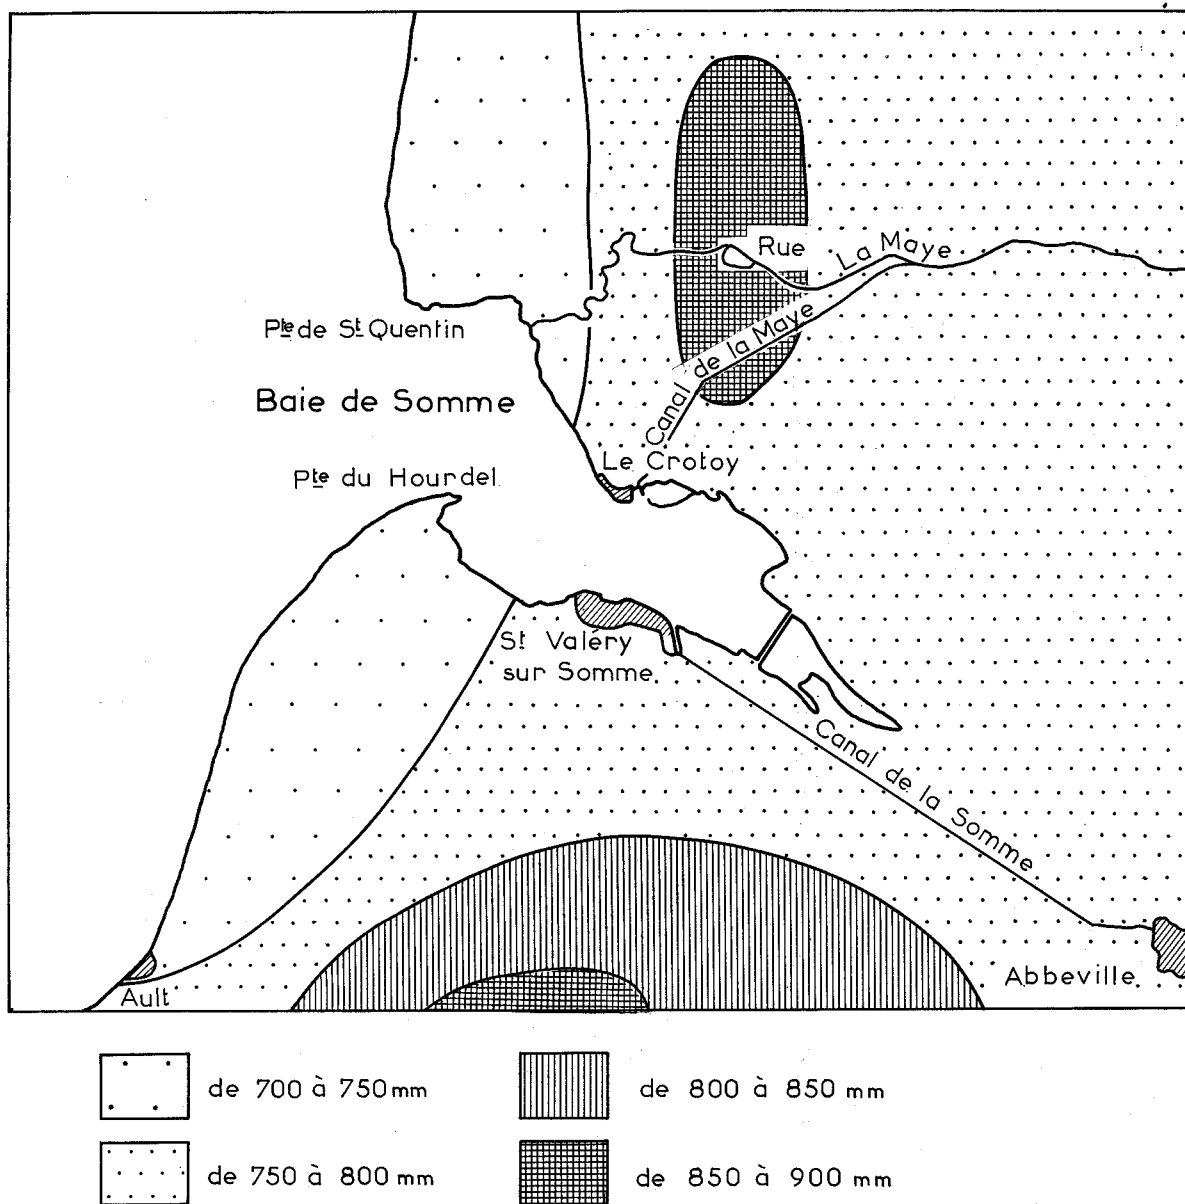 Rue
La Maye
Pte de St Quentin
Canal de la Maye
Baie de Somme
Le Crotoy
Pte du Hourdel
St Valéry
sur Somme
Canal de la Somme
Abbeville
Ault
de 700 à 750 mm
de 800 à 850 mm
de 750 à 800 mm
de 850 à 900 mm